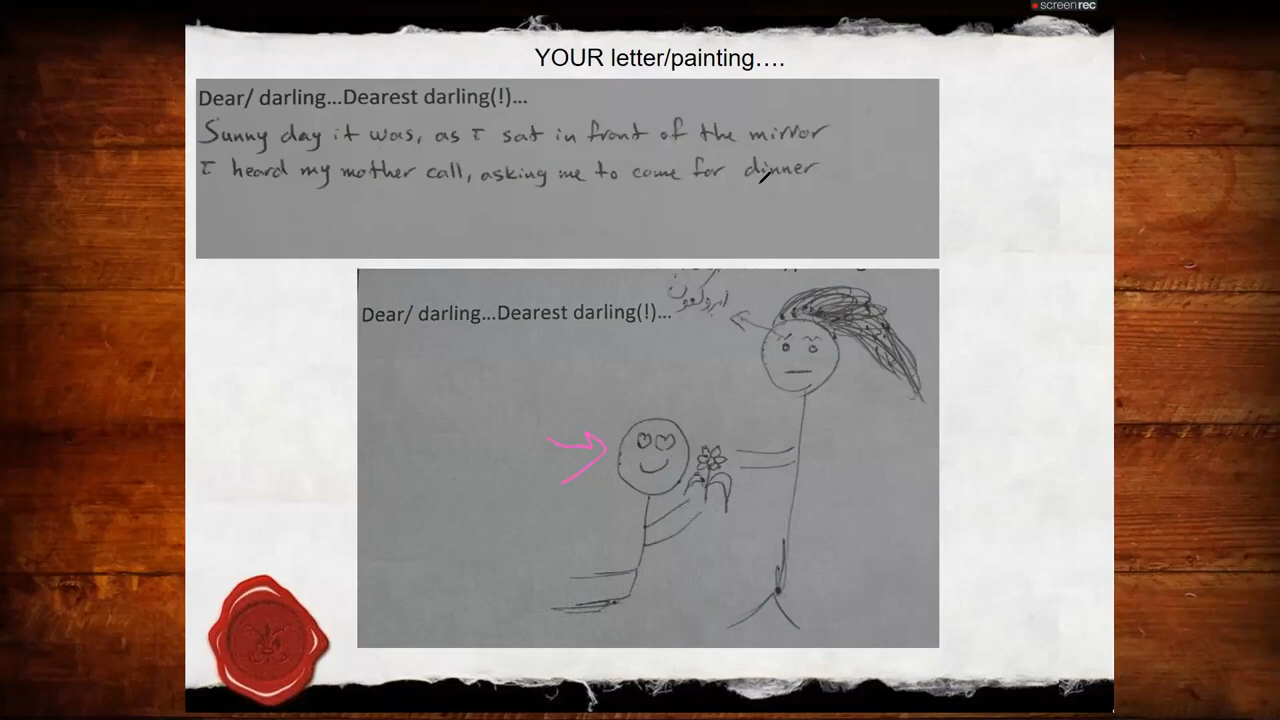 screenrec
YOUR letter/painting….
Dear/ darling...Dearest darling(!)...
Sunny day it was, as I sat in front of the mirror
I heard my mother call, asking me to come for dinner
Dear/ darling...Dearest darling(!)...